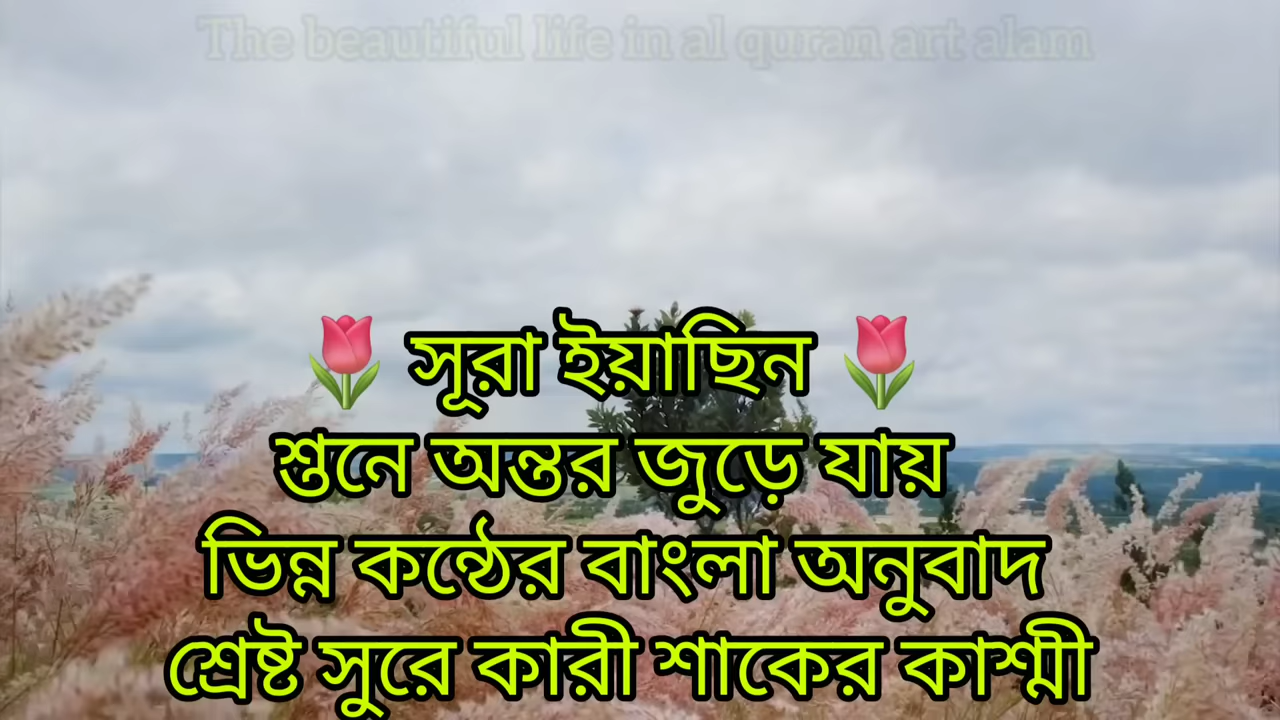 The beautiful life in al quran art alam
🌷 সূরা ইয়াছিন 🌷
শুনে অন্তর জুড়ে যায়
ভিন্ন কন্ঠের বাংলা অনুবাদ
শ্রেষ্ট সুরে কারী শাকের কাশ্মী